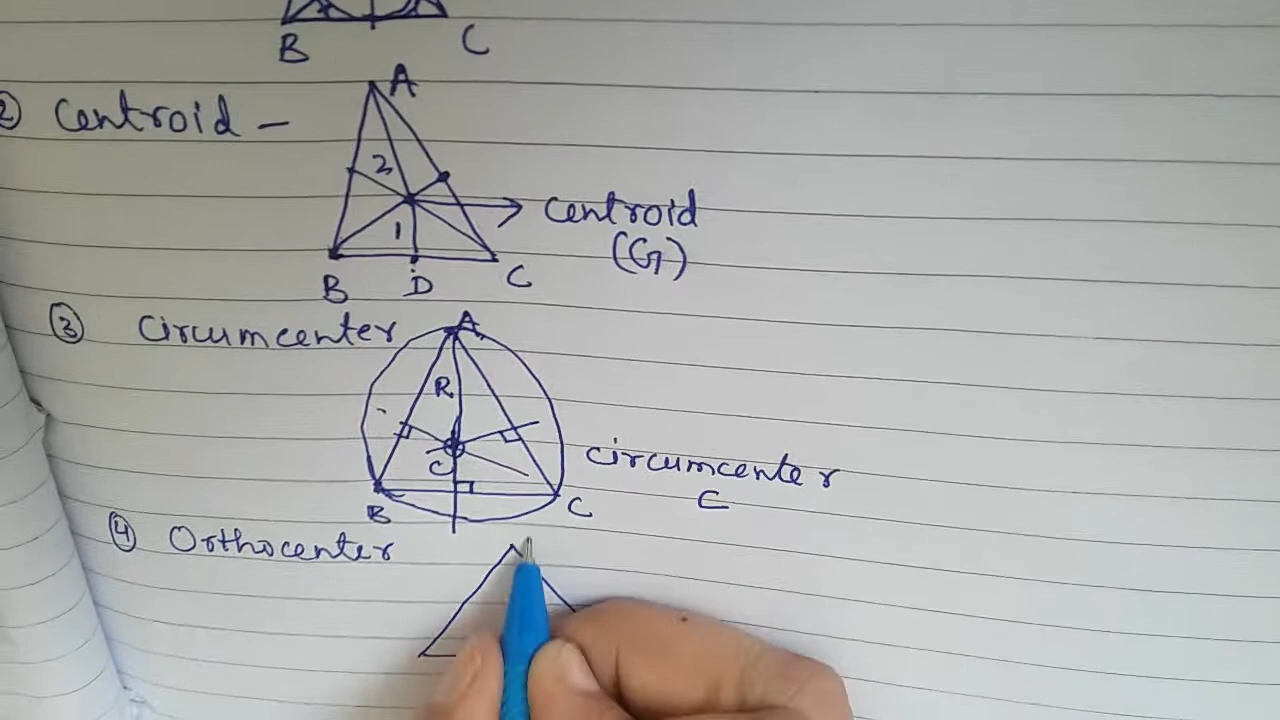 B C
A
② Centroid -
2
Centroid
1
(G)
B D C
③ Circumcenter
A
R
C
circumcenter
C
B C
④ Orthocenter